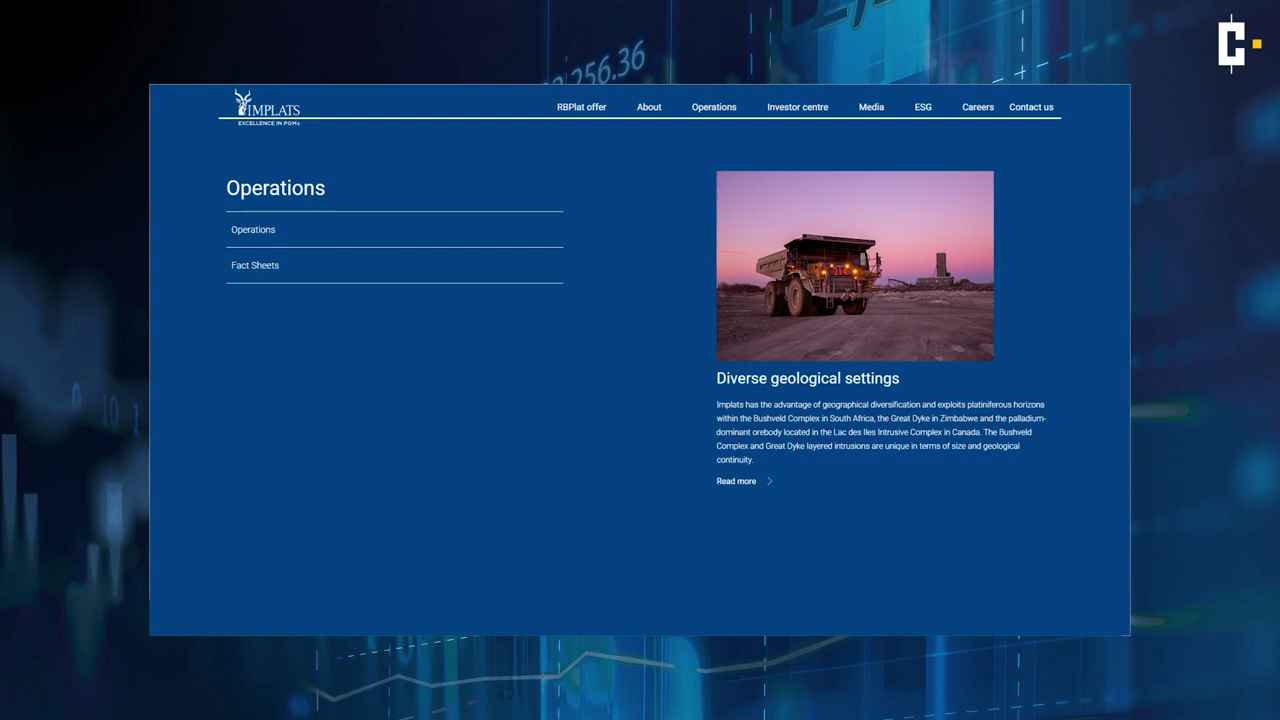 256.36
IMPLATS
EXCELLENCE IN PGMs
RBPlat offer About Operations Investor centre Media ESG Careers Contact us
Operations
Operations
Fact Sheets
214
Diverse geological settings
Implats has the advantage of geographical diversification and exploits platiniferous horizons
within the Bushveld Complex in South Africa, the Great Dyke in Zimbabwe and the palladium-
dominant orebody located in the Lac des Iles Intrusive Complex in Canada. The Bushveld
Complex and Great Dyke layered intrusions are unique in terms of size and geological
continuity.
Read more